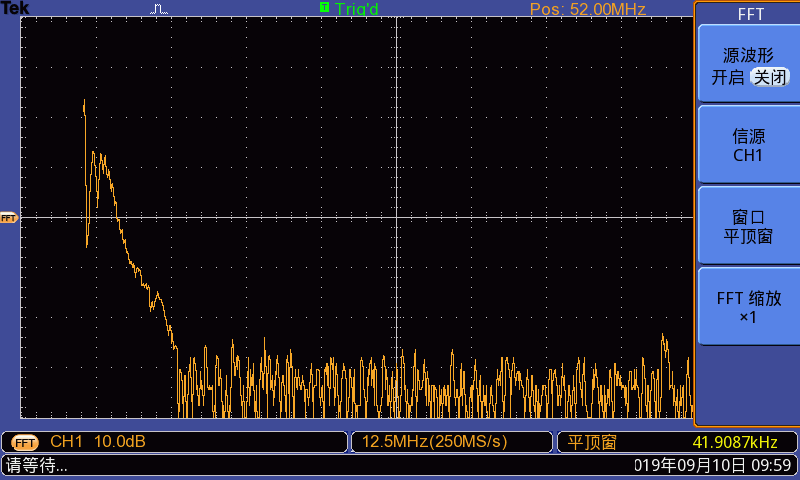 Tek
Trig'd
Pos: 52.00MHz
FFT
源波形
开启 关闭
信源
CH1
窗口
平顶窗
FFT 缩放
×1
FFT
FFT CH1 10.0dB
12.5MHz(250MS/s)
平顶窗 41.9087kHz
请等待...
019年09月10日 09:59